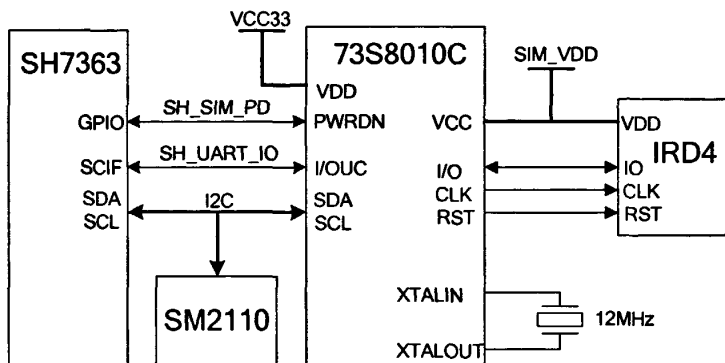 VCC33
SH7363
73S8010C
SIM_VDD
VDD
GPIO
SH_SIM_PD
PWRDN
VCC
VDD
IRD4
SCIF
SH_UART_IO
I/OUC
I/O
IO
SDA
SCL
I2C
SDA
SCL
CLK
CLK
RST
RST
SM2110
XTALIN
12MHz
XTALOUT